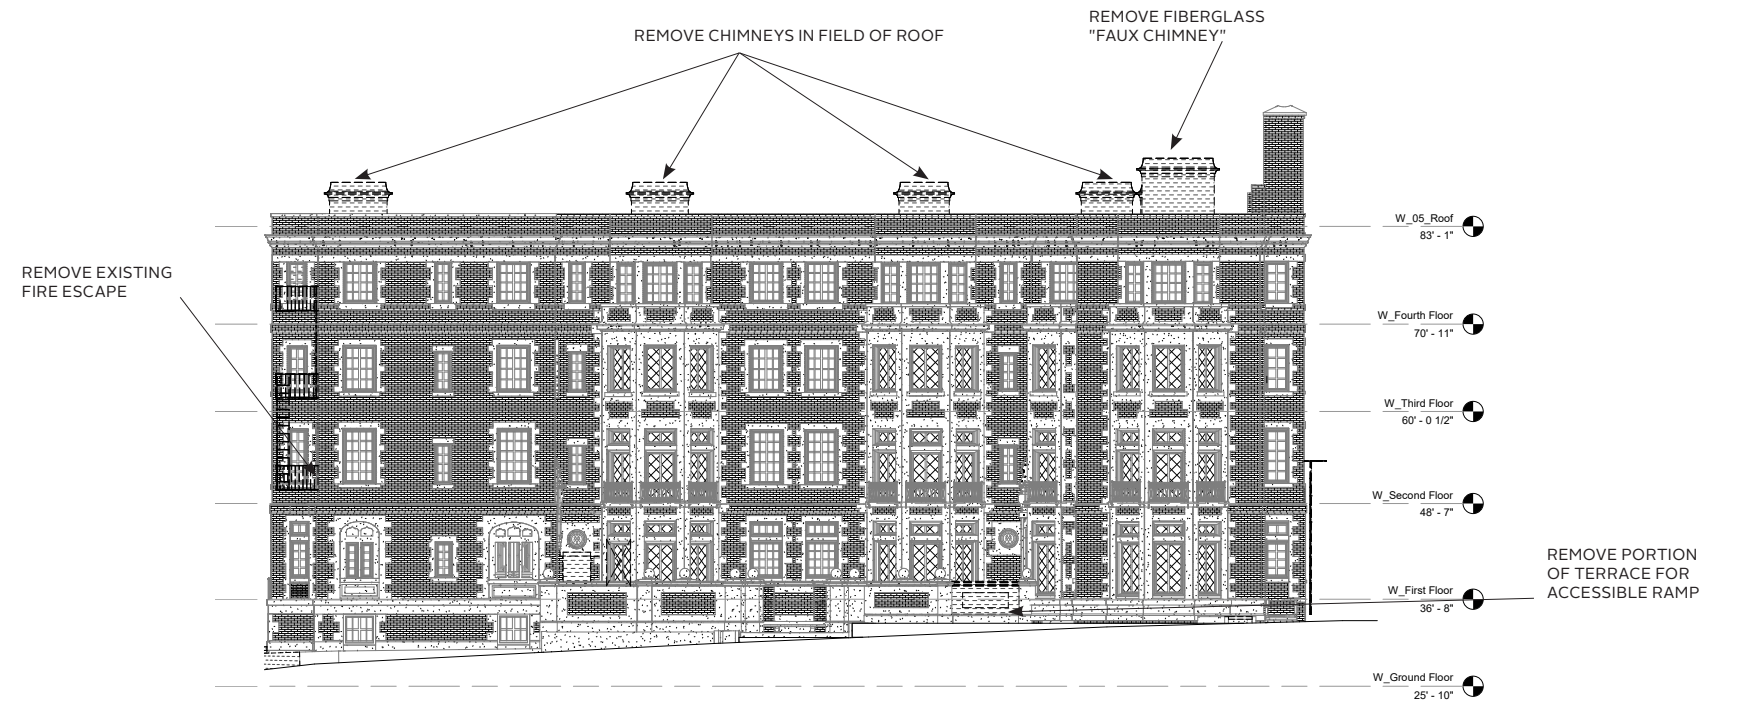 REMOVE FIBERGLASS
"FAUX CHIMNEY"
REMOVE CHIMNEYS IN FIELD OF ROOF
W_05_Roof
83' - 1"
REMOVE EXISTING
FIRE ESCAPE
W_Fourth Floor
70' - 11"
W_Third Floor
60' - 0 1/2"
W_Second Floor
48' - 7"
REMOVE PORTION
OF TERRACE FOR
ACCESSIBLE RAMP
W_First Floor
36' - 8"
W_Ground Floor
25' - 10"